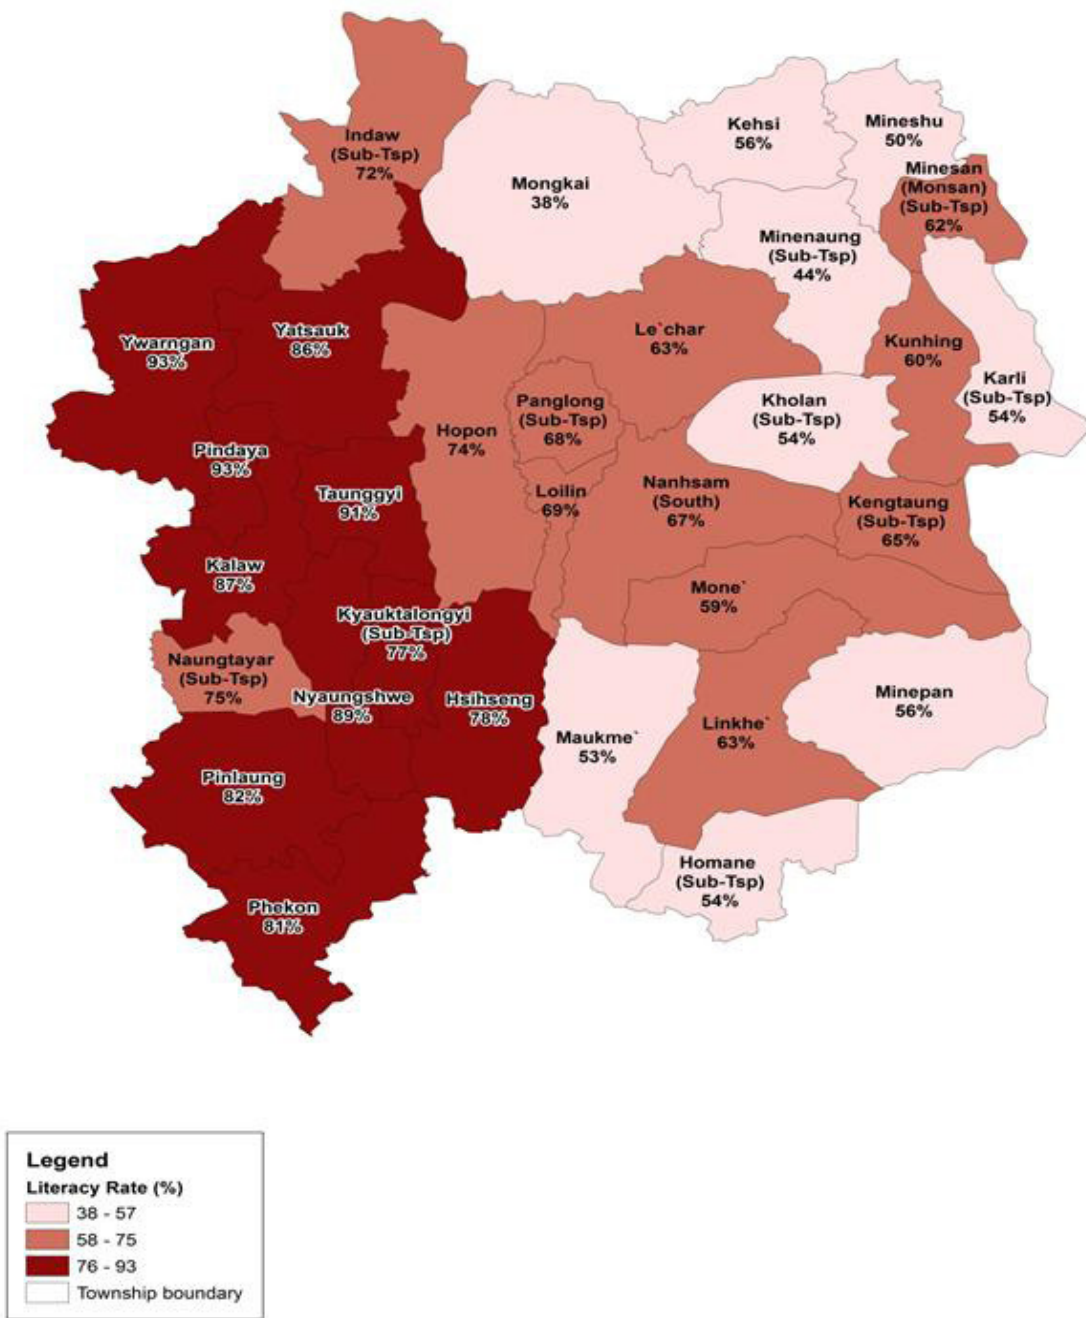 Indaw
(Sub-Tsp)
72%
Mongkai
38%
Kehsi
56%
Mineshu
50%
Minesan
(Monsan)
(Sub-Tsp)
62%
Minenaung
(Sub-Tsp)
44%
Ywarngan
93%
Yatsauk
86%
Le`char
63%
Kunhing
60%
Karli
(Sub-Tsp)
54%
Panglong
(Sub-Tsp)
68%
Kholan
(Sub-Tsp)
54%
Hopon
74%
Pindaya
93%
Taunggyi
91%
Loilin
69%
Nanhsam
(South)
67%
Kengtaung
(Sub-Tsp)
65%
Kalaw
87%
Mone`
59%
Kyauktalongyi
(Sub-Tsp)
77%
Naungtayar
(Sub-Tsp)
75%
Nyaungshwe
89%
Hsihseng
78%
Minepan
56%
Linkhe`
63%
Maukme`
53%
Pinlaung
82%
Homane
(Sub-Tsp)
54%
Phekon
81%
Legend
Literacy Rate (%)
38 - 57
58 - 75
76 - 93
Township boundary